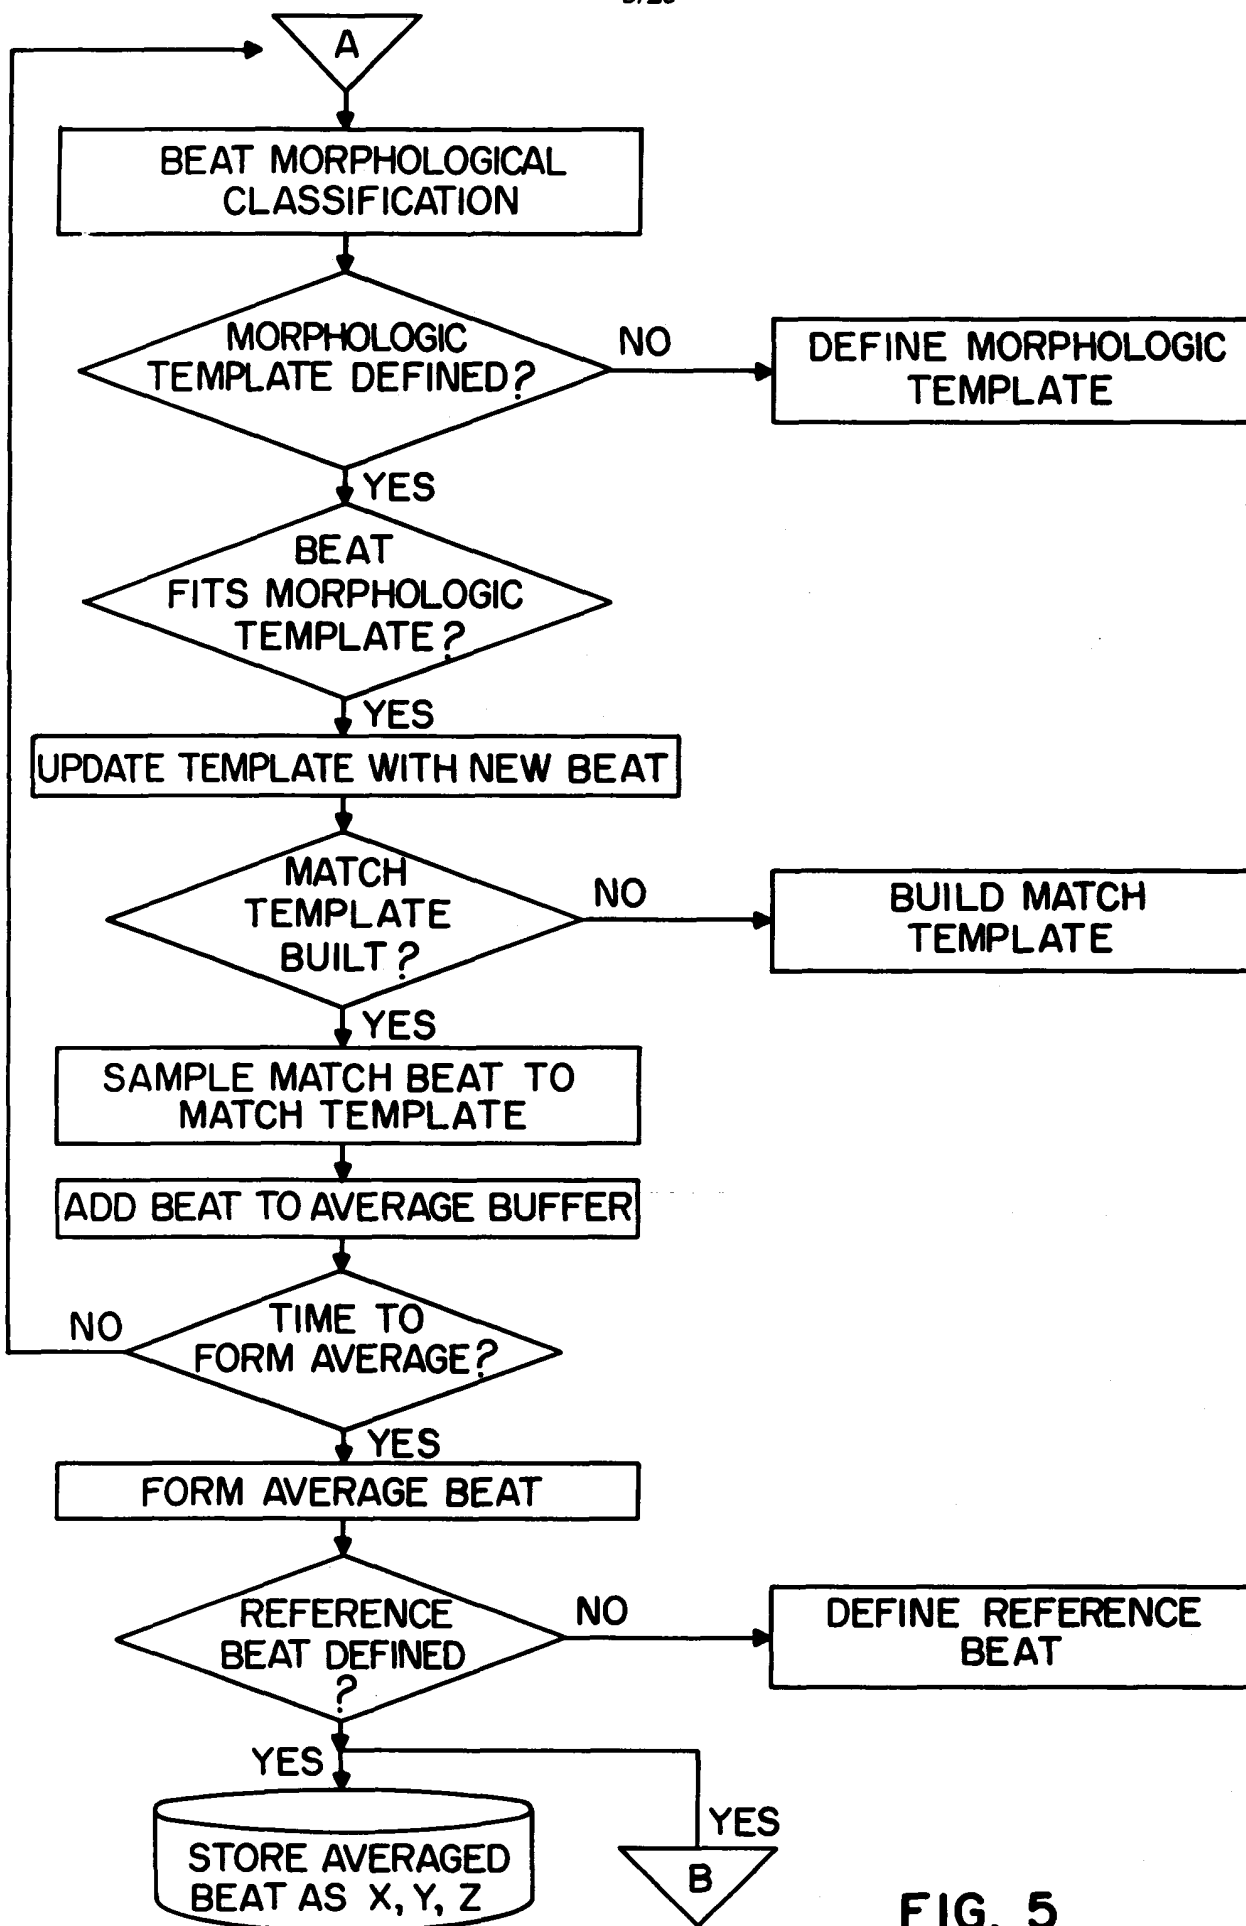 A
BEAT MORPHOLOGICAL
CLASSIFICATION
MORPHOLOGIC
TEMPLATE DEFINED?
NO
DEFINE MORPHOLOGIC
TEMPLATE
YES
BEAT
FITS MORPHOLOGIC
TEMPLATE?
YES
UPDATE TEMPLATE WITH NEW BEAT
MATCH
TEMPLATE
BUILT?
NO
BUILD MATCH
TEMPLATE
YES
SAMPLE MATCH BEAT TO
MATCH TEMPLATE
ADD BEAT TO AVERAGE BUFFER
TIME TO
FORM AVERAGE?
NO
YES
FORM AVERAGE BEAT
REFERENCE
BEAT DEFINED
?
NO
DEFINE REFERENCE
BEAT
YES
YES
STORE AVERAGED
BEAT AS X, Y, Z
B
FIG. 5